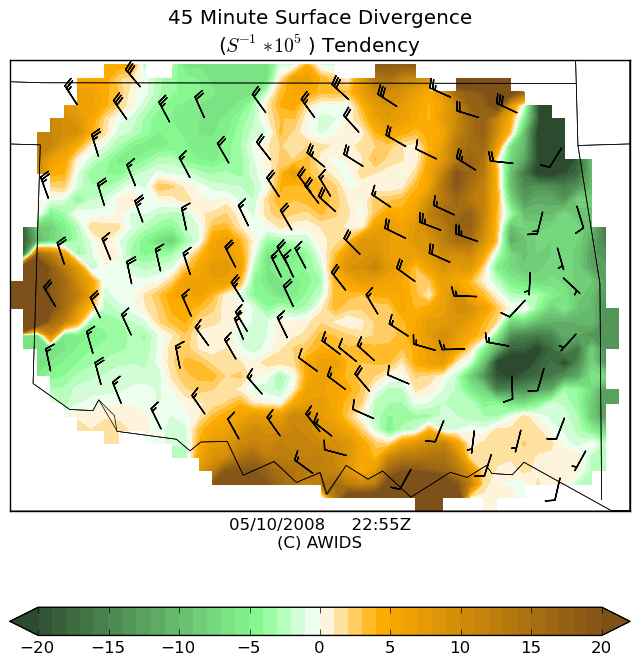 45 Minute Surface Divergence
(S⁻¹ * 10⁵ ) Tendency
05/10/2008 22:55Z
(C) AWIDS
−20 −15 −10 −5 0 5 10 15 20